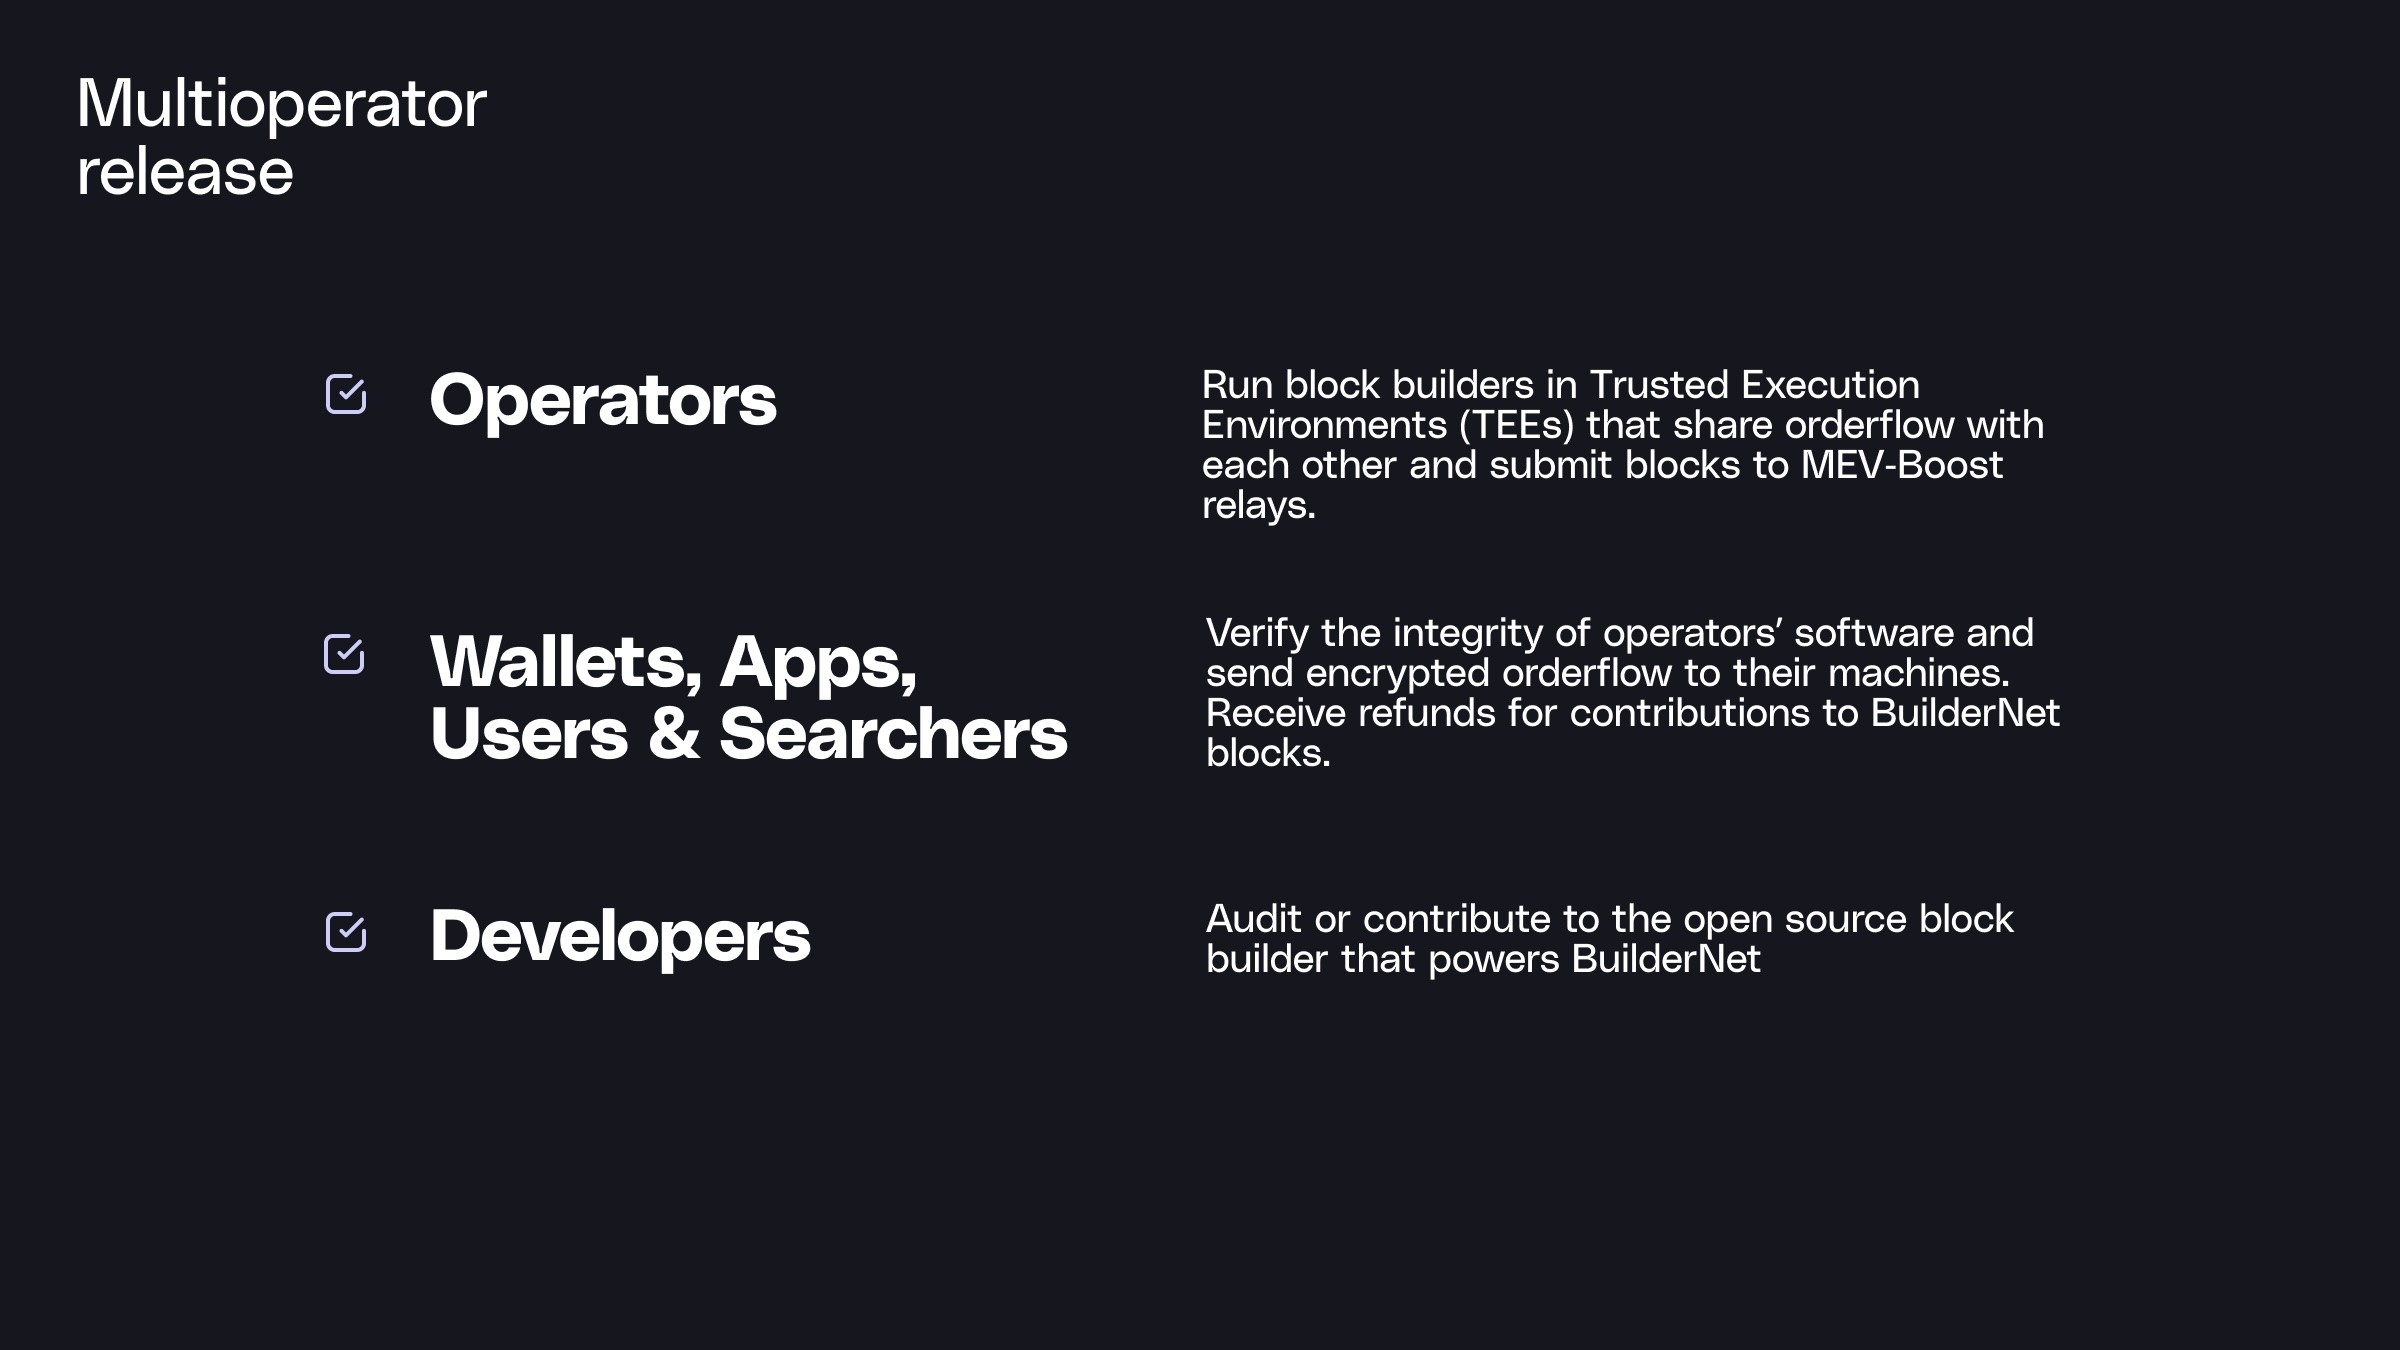 Multioperator
release
Operators
Run block builders in Trusted Execution
Environments (TEEs) that share orderflow with
each other and submit blocks to MEV-Boost
relays.
Wallets, Apps,
Users & Searchers
Verify the integrity of operators’ software and
send encrypted orderflow to their machines.
Receive refunds for contributions to BuilderNet
blocks.
Developers
Audit or contribute to the open source block
builder that powers BuilderNet